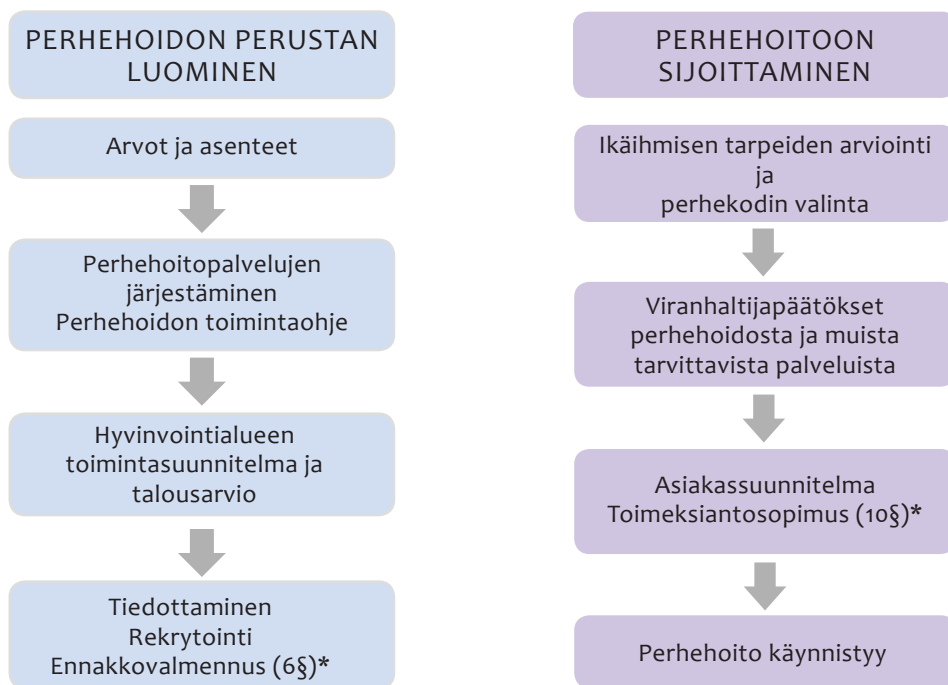 PERHEHOIDON PERUSTAN
LUOMINEN
Arvot ja asenteet
Perhehoitopalvelujen
järjestäminen
Perhehoidon toimintaohje
Hyvinvointialueen
toimintasuunnitelma ja
talousarvio
Tiedottaminen
Rekrytointi
Ennakkovalmennus (6§)*
PERHEHOITOON
SIJOITTAMINEN
Ikäihmisen tarpeiden arviointi
ja
perhekodin valinta
Viranhaltijapäätökset
perhehoidosta ja muista
tarvittavista palveluista
Asiakassuunnitelma
Toimeksiantosopimus (10§)*
Perhehoito käynnistyy